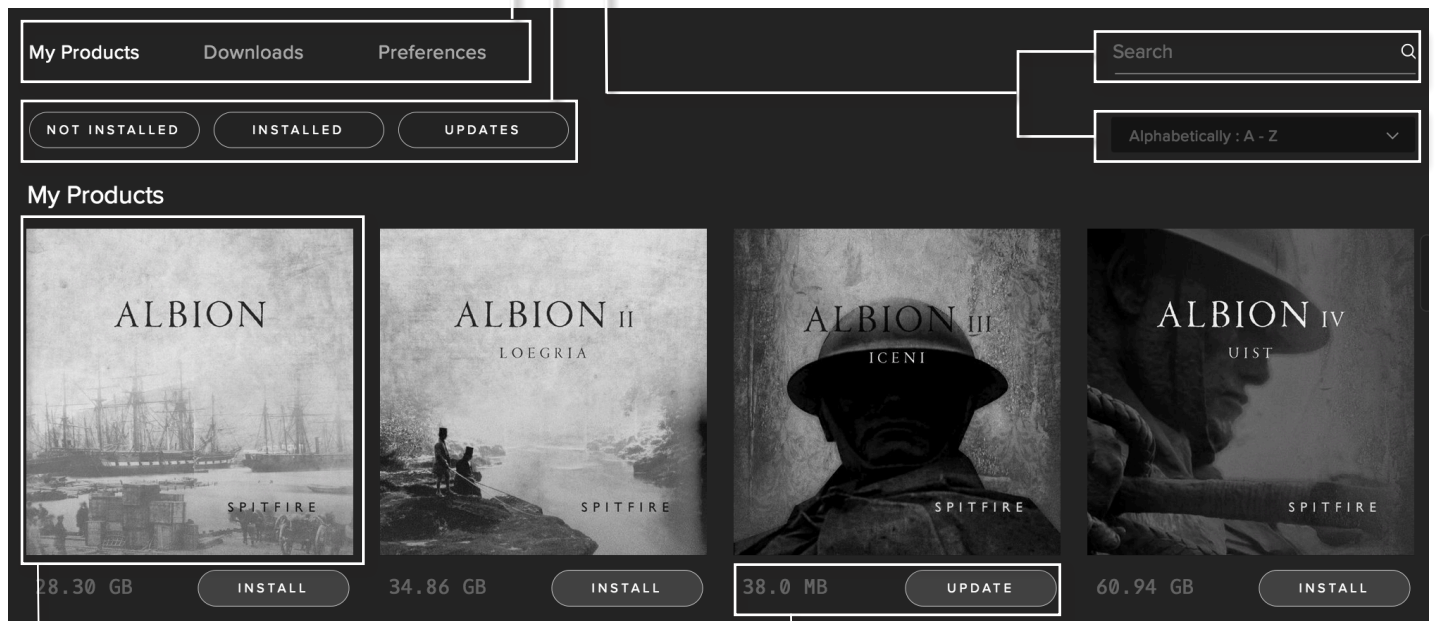 My Products Downloads Preferences
Search
NOT INSTALLED INSTALLED UPDATES
Alphabetically : A - Z
My Products
ALBION
SPITFIRE
ALBION II
LOEGRIA
SPITFIRE
ALBION III
ICENI
SPITFIRE
ALBION IV
UIST
SPITFIRE
28.30 GB INSTALL
34.86 GB INSTALL
38.0 MB UPDATE
60.94 GB INSTALL